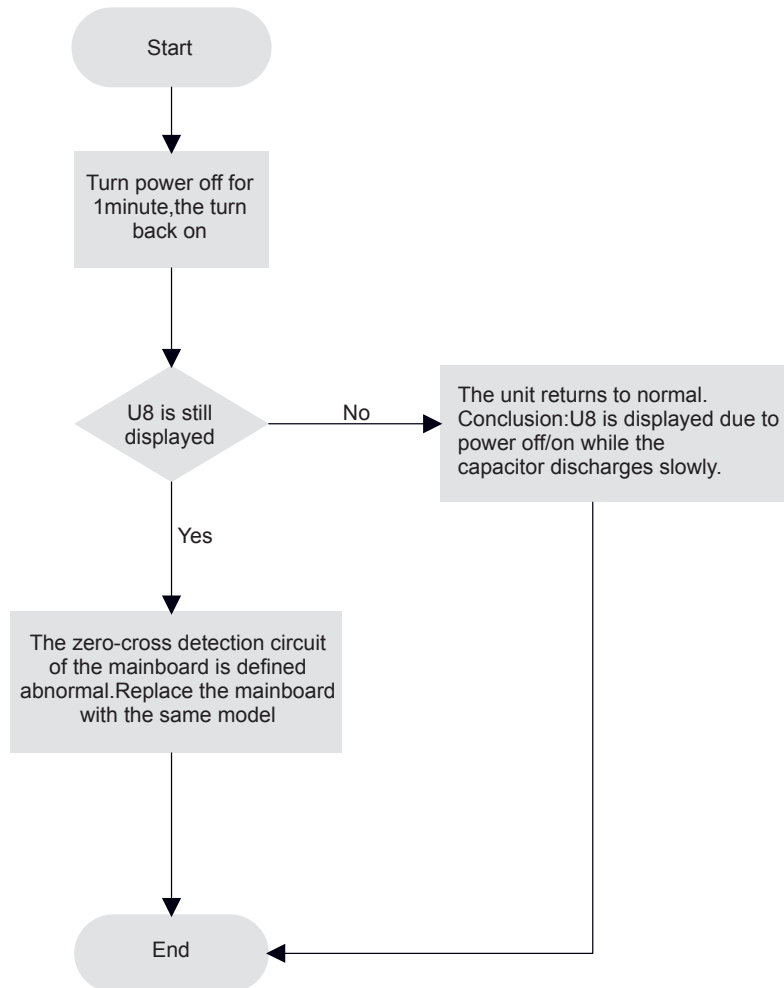 Start
Turn power off for
1minute,the turn
back on
U8 is still
displayed
No
The unit returns to normal.
Conclusion:U8 is displayed due to
power off/on while the
capacitor discharges slowly.
Yes
The zero-cross detection circuit
of the mainboard is defined
abnormal.Replace the mainboard
with the same model
End